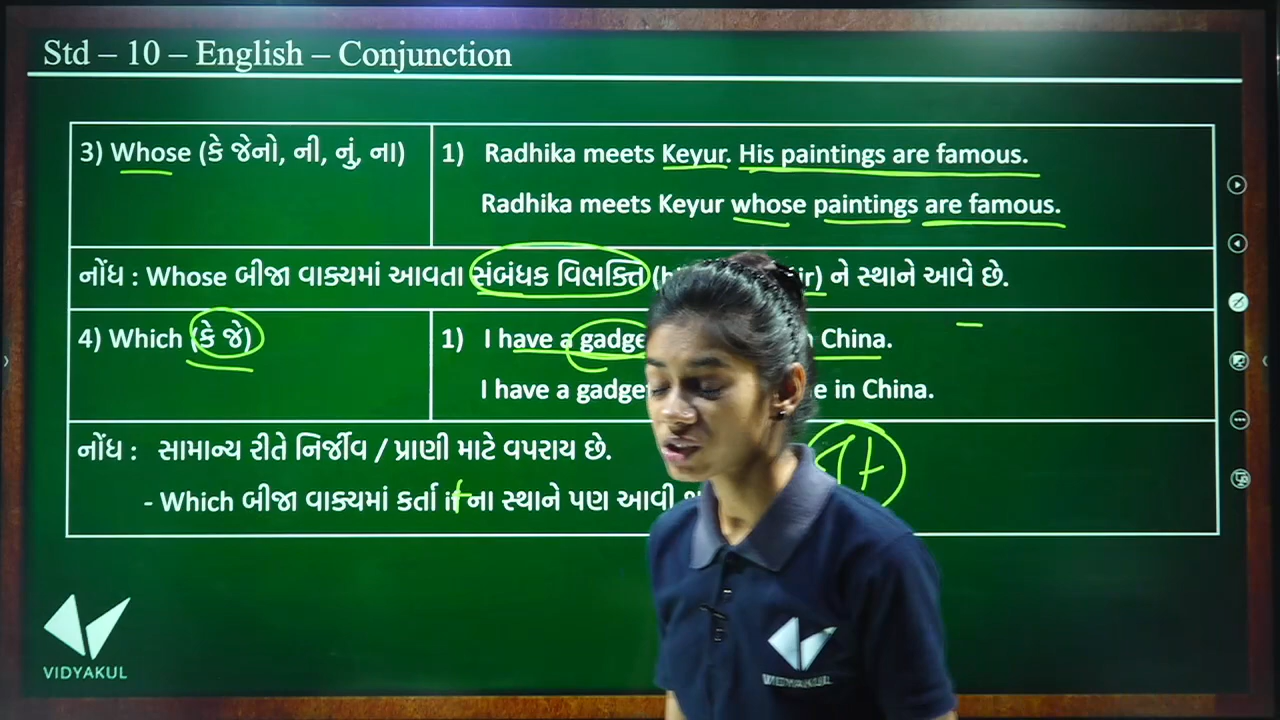 Std – 10 – English – Conjunction
3) Whose (કે જેનો, ની, નું, ના)
1) Radhika meets Keyur. His paintings are famous.
Radhika meets Keyur whose paintings are famous.
નોંધ : Whose બીજા વાક્યમાં આવતા સંબંધક વિભક્તિ ને સ્થાને આવે છે.
4) Which (કે જે)
1) I have a China.
I have a in China.
નોંધ : સામાન્ય રીતે નિર્જીવ / પ્રાણી માટે વપરાય છે.
- Which બીજા વાક્યમાં કર્તા it ના સ્થાને પણ આવી
It
VIDYAKUL
VIDYAKUL